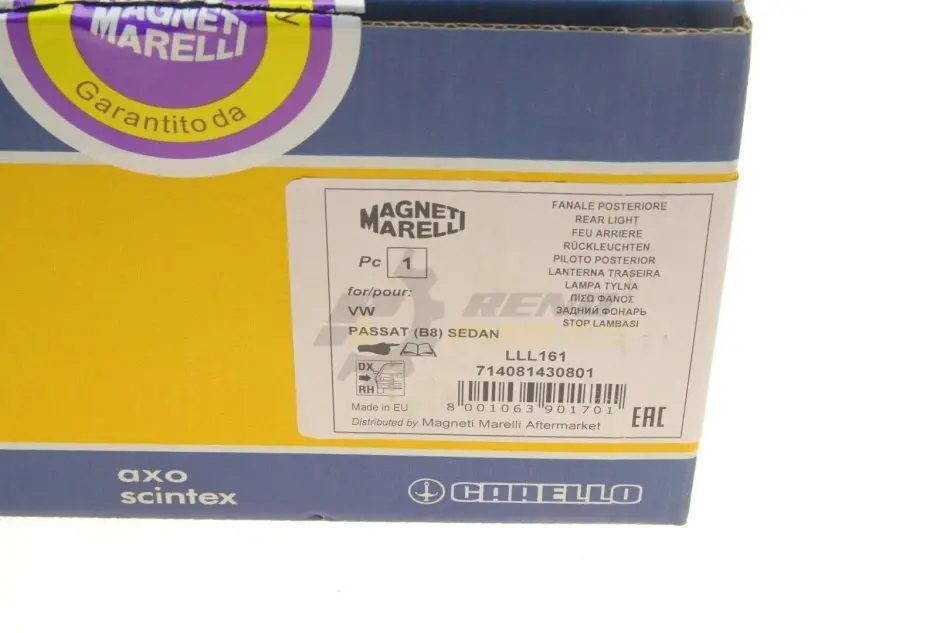 MAGNETI
MARELLI
Garantito da
MAGNETI
MARELLI
Pc 1
for/pour:
VW
PASSAT (B8) SEDAN
DX
RH
Made in EU
Distributed by Magneti Marelli Aftermarket
FANALE POSTERIORE
REAR LIGHT
FEU ARRIERE
RÜCKLEUCHTEN
PILOTO POSTERIOR
LANTERNA TRASEIRA
LAMPA TYLNA
ΠΙΣΩ ΦΑΝΟΣ
ЗАДНИЙ ФОНАРЬ
STOP LAMBASI
LLL161
714081430801
8 001063 901701
EAC
axo
scintex
CARELLO